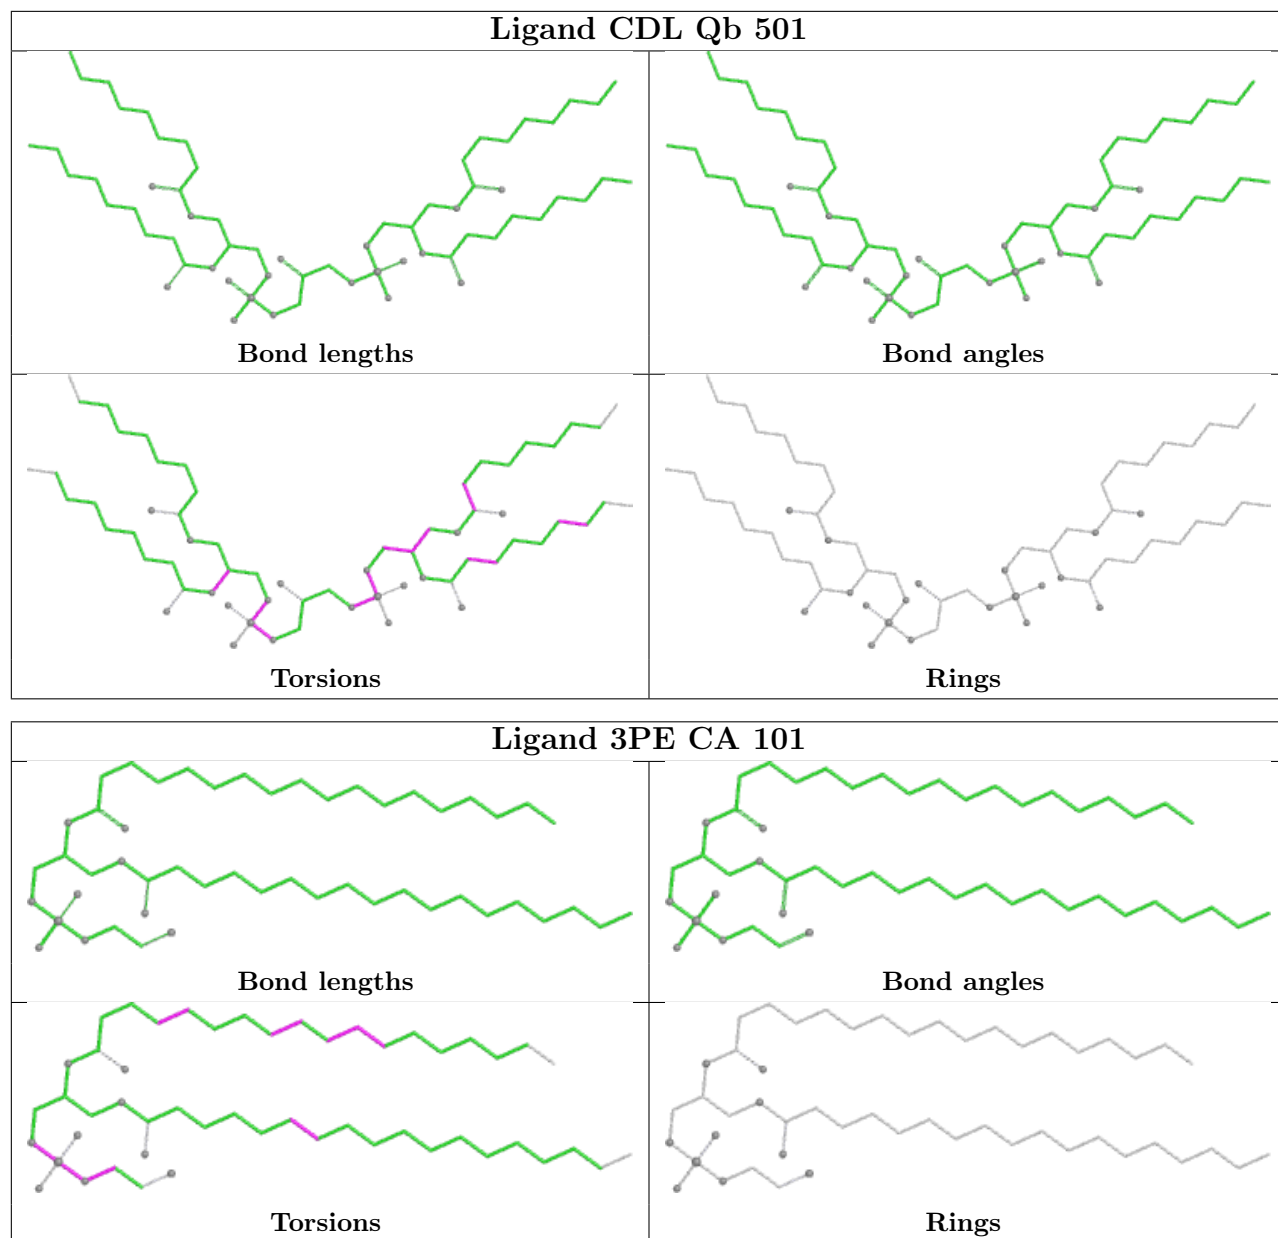 Ligand CDL Qb 501
Bond lengths
Bond angles
Torsions
Rings
Ligand 3PE CA 101
Bond lengths
Bond angles
Torsions
Rings